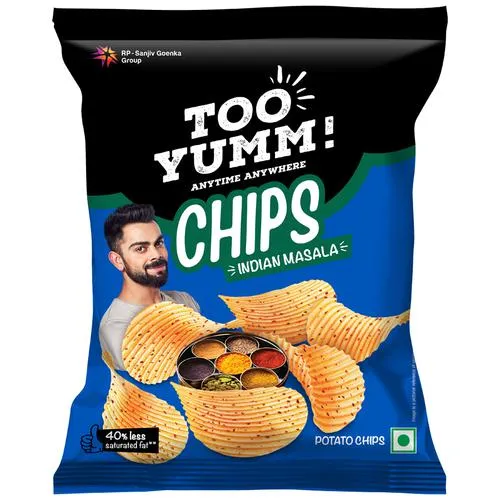 RP-Sanjiv Goenka
Group
TOO
YUMM!
ANYTIME ANYWHERE
CHIPS
INDIAN MASALA
40% less
saturated fat**
POTATO CHIPS